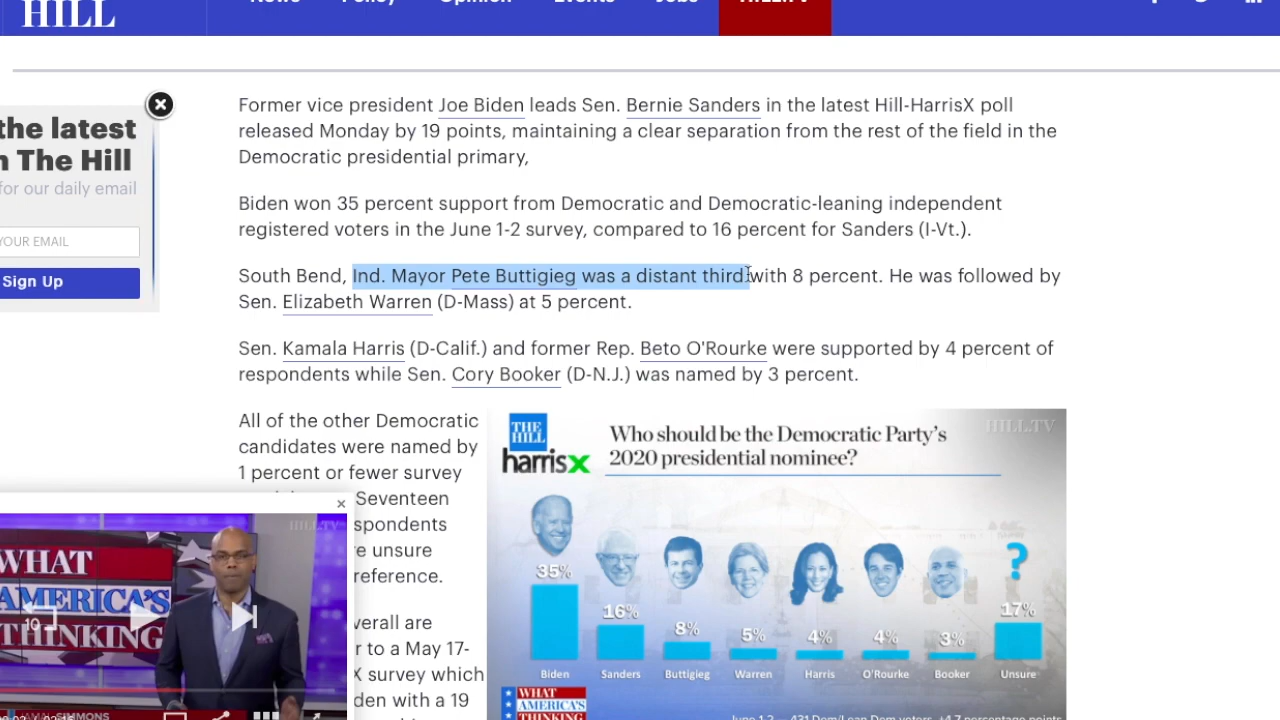 HILL
the latest
The Hill
for our daily email
YOUR EMAIL
Sign Up
Former vice president Joe Biden leads Sen. Bernie Sanders in the latest Hill-HarrisX poll
released Monday by 19 points, maintaining a clear separation from the rest of the field in the
Democratic presidential primary,
Biden won 35 percent support from Democratic and Democratic-leaning independent
registered voters in the June 1-2 survey, compared to 16 percent for Sanders (I-Vt.).
South Bend, Ind. Mayor Pete Buttigieg was a distant third with 8 percent. He was followed by
Sen. Elizabeth Warren (D-Mass) at 5 percent.
Sen. Kamala Harris (D-Calif.) and former Rep. Beto O'Rourke were supported by 4 percent of
respondents while Sen. Cory Booker (D-N.J.) was named by 3 percent.
All of the other Democratic
candidates were named by
1 percent or fewer survey
Seventeen
spondents
e unsure
reference.
verall are
r to a May 17-
X survey which
den with a 19
HILL.TV
WHAT
AMERICA'S
THINKING
10
SIMMONS
THE
HILL
harrisx
Who should be the Democratic Party's
2020 presidential nominee?
HILL.TV
35% 16% 8% 5% 4% 4% 3% ? 17%
Biden Sanders Buttigieg Warren Harris O'Rourke Booker Unsure
WHAT
AMERICA'S
THINKING